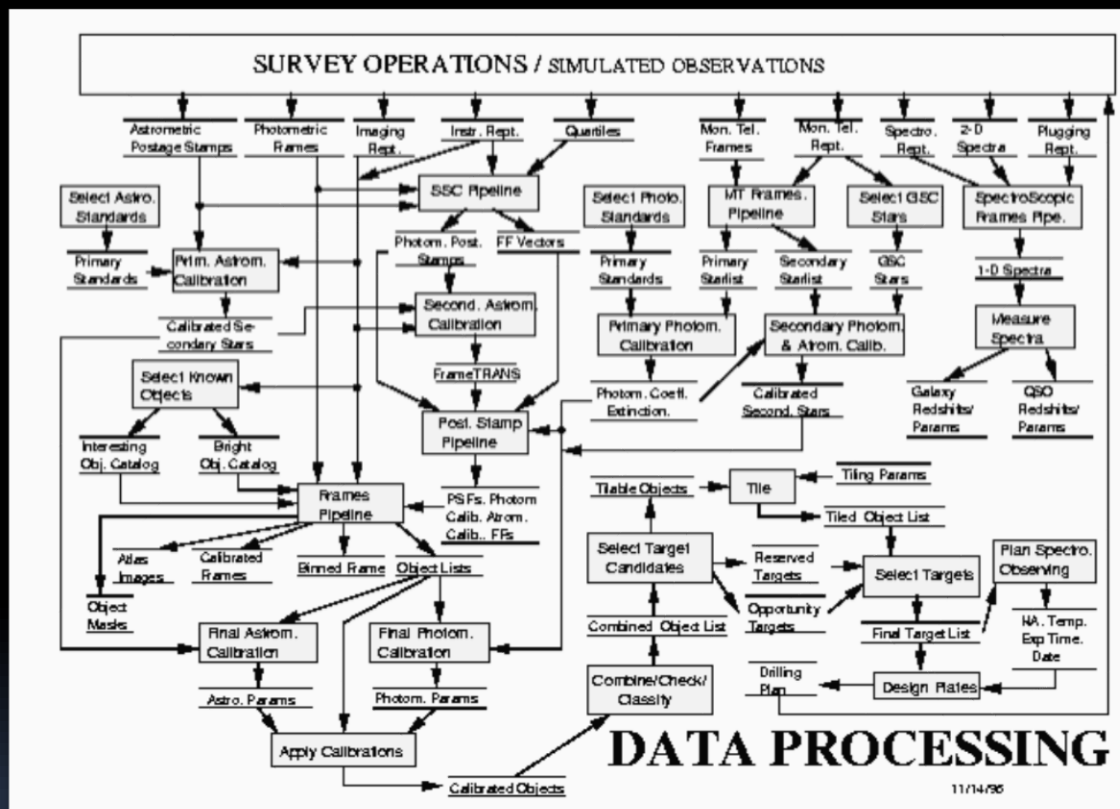 SURVEY OPERATIONS / SIMULATED OBSERVATIONS
Astrometric
Postage Stamps
Photometric
Frames
Imaging
Rept.
Instr. Rept.
Quartiles
Mon. Tel.
Frames
Mon. Tel.
Rept.
Spectro.
Rept.
2-D
Spectra
Plugging
Rept.
Select Astro.
Standards
SSC Pipeline
Select Photo.
Standards
MT Frames.
Pipeline
Select GSC
Stars
SpectroScopic
Frames Pipe.
Primary
Standards
Prim. Astrom.
Calibration
Photom. Post.
Stamps
FF Vectors
Primary
Standards
Primary
Starlist
Secondary
Starlist
GSC
Stars
1-D Spectra
Calibrated Se-
condary Stars
Second. Astrom.
Calibration
Primary Photom.
Calibration
Secondary Photom.
& Atrom. Calib.
Measure
Spectra
Select Known
Objects
FrameTRANS
Photom. Coeff.
Extinction.
Calibrated
Second. Stars
Galaxy
Redshifts/
Params
QSO
Redshifts/
Params
Interesting
Obj. Catalog
Bright
Obj. Catalog
Post. Stamp
Pipeline
Frames
Pipeline
PSFs. Photom
Calib. Atrom.
Calib.. FFs
Tilable Objects
Tile
Tiling Params
Tiled Object List
Atlas
Images
Calibrated
Frames
Binned Frame
Object Lists
Select Target
Candidates
Reserved
Targets
Select Targets
Plan Spectro.
Observing
Object
Masks
Opportunity
Targets
Final Astrom.
Calibration
Final Photom.
Calibration
Combined Object List
Final Target List
HA. Temp.
Exp Time.
Date
Astro. Params
Photom. Params
Combine/Check/
Classify
Drilling
Plan
Design Plates
Apply Calibrations
Calibrated Objects
DATA PROCESSING
11/14/96